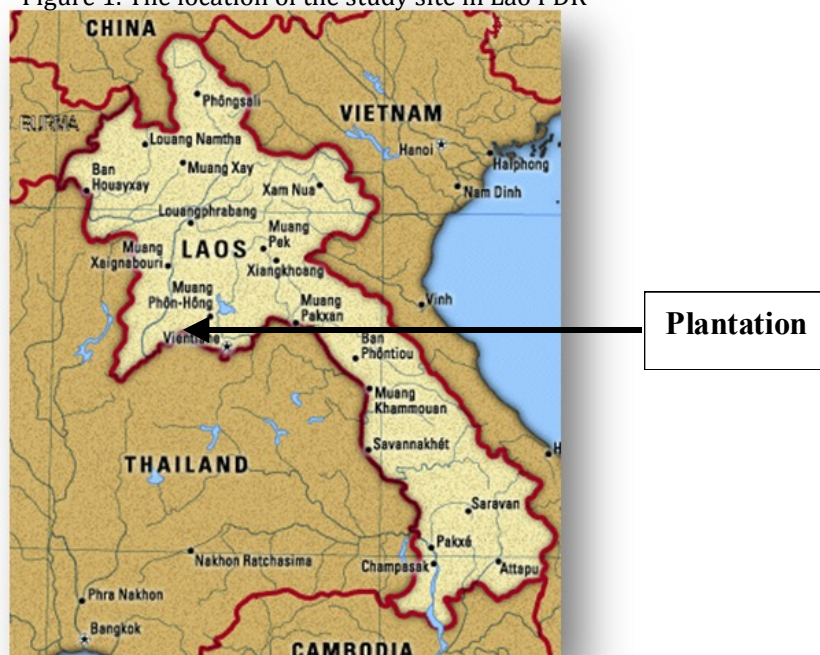 Figure 1. The location of the study site in Lao PDR
CHINA
Phôngsali
BURMA
VIETNAM
Louang Namtha
Hanoi
Haiphong
Muang Xay
Ban
Houayxay
Xam Nua
Nam Dinh
Louangphrabang
Muang
Pek
LAOS
Muang
Xaignabouri
Xiangkhoang
Muang
Phôn-Hông
Muang
Pakxan
Vinh
Plantation
Vientiane
Ban
Phôntiou
Muang
Khammouan
Savannakhét
H
THAILAND
Saravan
Pakxé
Nakhon Ratchasima
Champasak
Attapu
Phra Nakhon
Bangkok
CAMBODIA